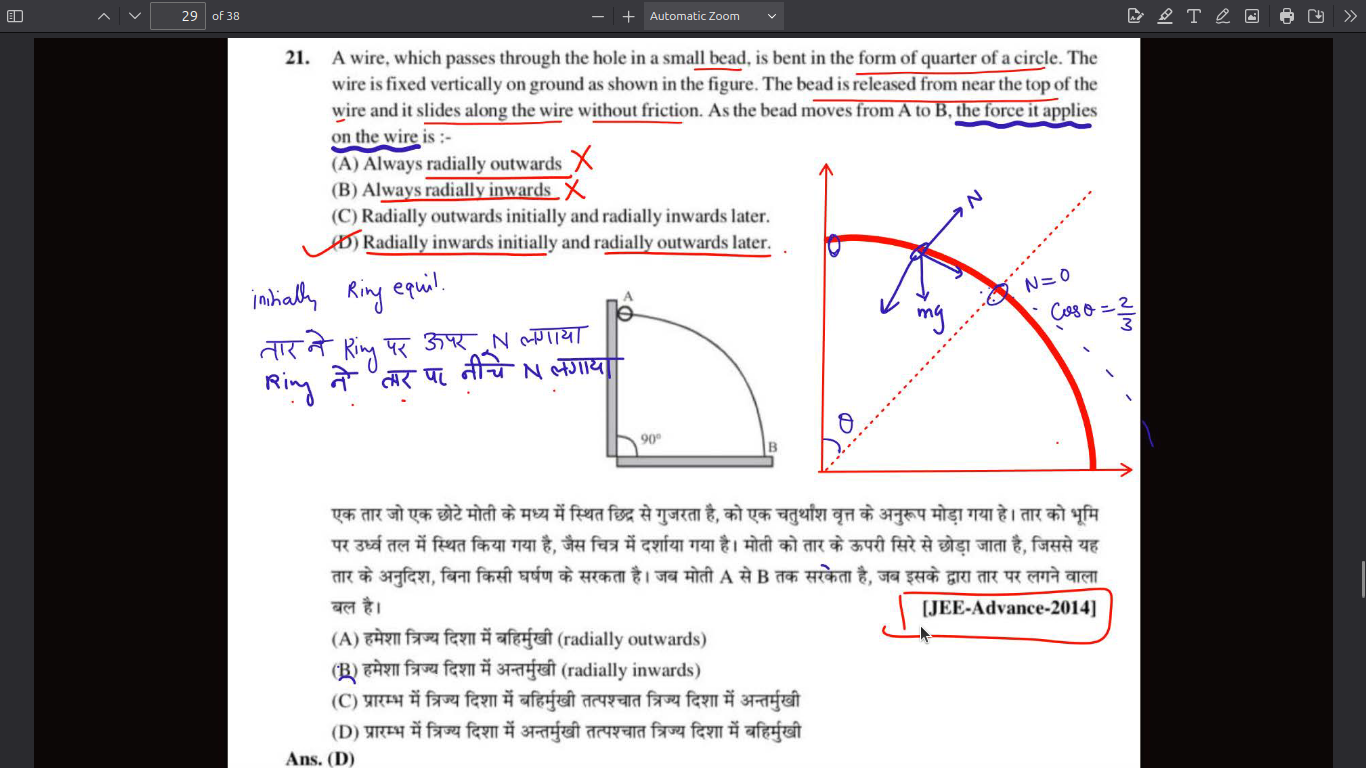 29 of 38 Automatic Zoom
21. A wire, which passes through the hole in a small bead, is bent in the form of quarter of a circle. The
wire is fixed vertically on ground as shown in the figure. The bead is released from near the top of the
wire and it slides along the wire without friction. As the bead moves from A to B, the force it applies
on the wire is :-
(A) Always radially outwards
(B) Always radially inwards
(C) Radially outwards initially and radially inwards later.
(D) Radially inwards initially and radially outwards later.
N
N=0
cosθ = 2/3
mg
θ
initially Ring equil.
तार ने Ring पर ऊपर N लगाया
Ring ने तार पर नीचे N लगाया
A
90°
B
एक तार जो एक छोटे मोती के मध्य में स्थित छिद्र से गुजरता है, को एक चतुर्थांश वृत्त के अनुरूप मोड़ा गया हे। तार को भूमि
पर उर्ध्व तल में स्थित किया गया है, जैस चित्र में दर्शाया गया है। मोती को तार के ऊपरी सिरे से छोड़ा जाता है, जिससे यह
तार के अनुदिश, बिना किसी घर्षण के सरकता है। जब मोती A से B तक सरकता है, जब इसके द्वारा तार पर लगने वाला
बल है।
[JEE-Advance-2014]
(A) हमेशा त्रिज्य दिशा में बहिर्मुखी (radially outwards)
(B) हमेशा त्रिज्य दिशा में अन्तर्मुखी (radially inwards)
(C) प्रारम्भ में त्रिज्य दिशा में बहिर्मुखी तत्पश्चात त्रिज्य दिशा में अन्तर्मुखी
(D) प्रारम्भ में त्रिज्य दिशा में अन्तर्मुखी तत्पश्चात त्रिज्य दिशा में बहिर्मुखी
Ans. (D)